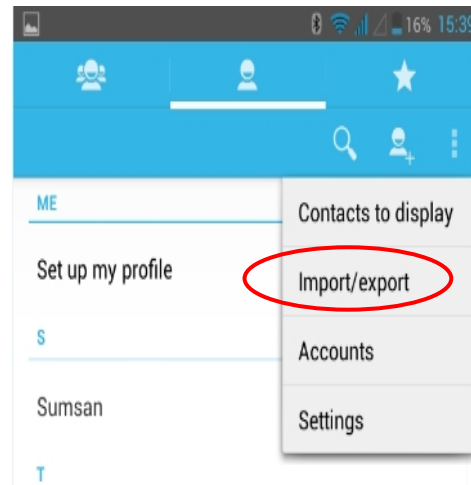 16% 15:39
ME
Contacts to display
Set up my profile
Import/export
S
Accounts
Sumsan
Settings
T